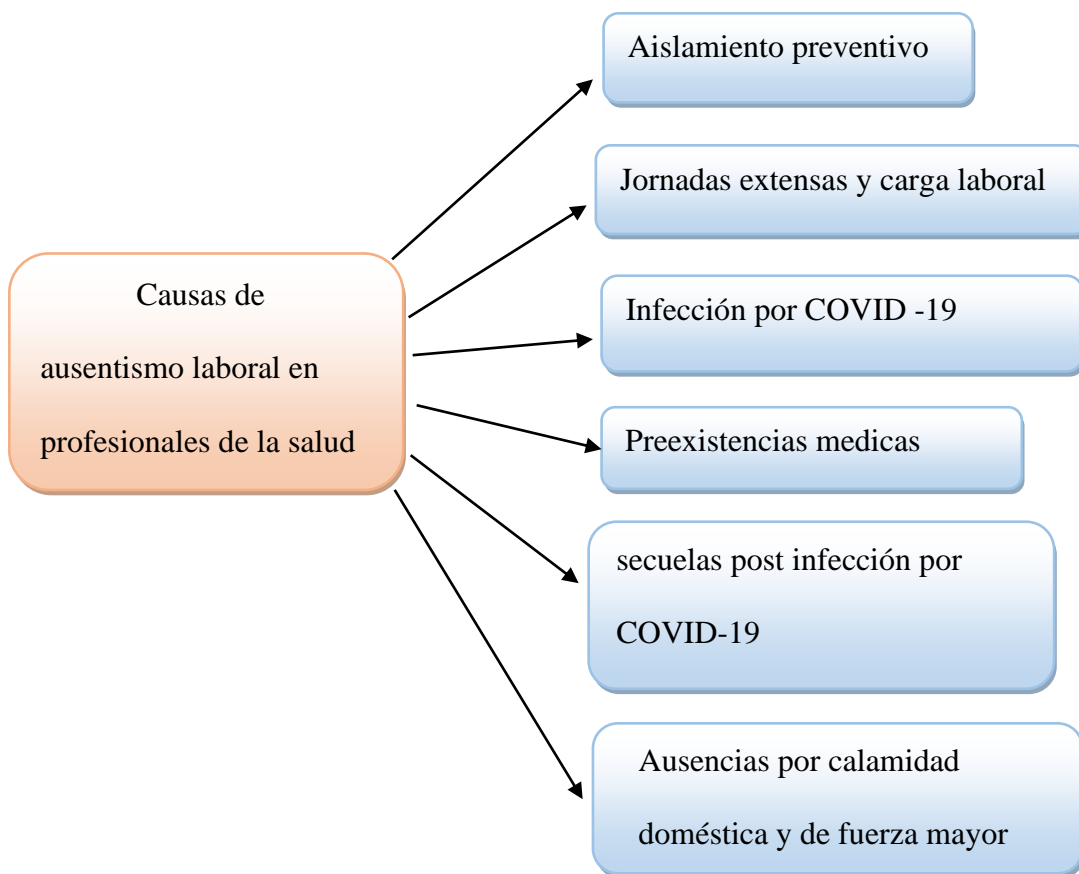 Causas de
ausentismo laboral en
profesionales de la salud
Aislamiento preventivo
Jornadas extensas y carga laboral
Infección por COVID -19
Preexistencias medicas
secuelas post infección por
COVID-19
Ausencias por calamidad
doméstica y de fuerza mayor